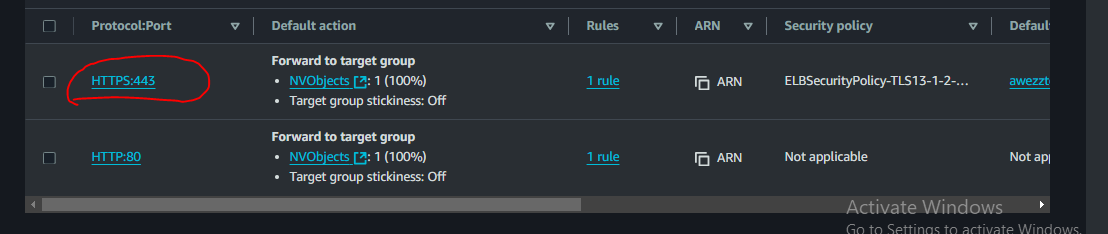 Protocol:Port Default action Rules ARN Security policy Default
Forward to target group
HTTPS:443 NVObjects : 1 (100%) 1 rule ARN ELBSecurityPolicy-TLS13-1-2-... awezzt
Target group stickiness: Off
Forward to target group
HTTP:80 NVObjects : 1 (100%) 1 rule ARN Not applicable Not ap
Target group stickiness: Off
Activate Windows
Go to Settings to activate Windows.